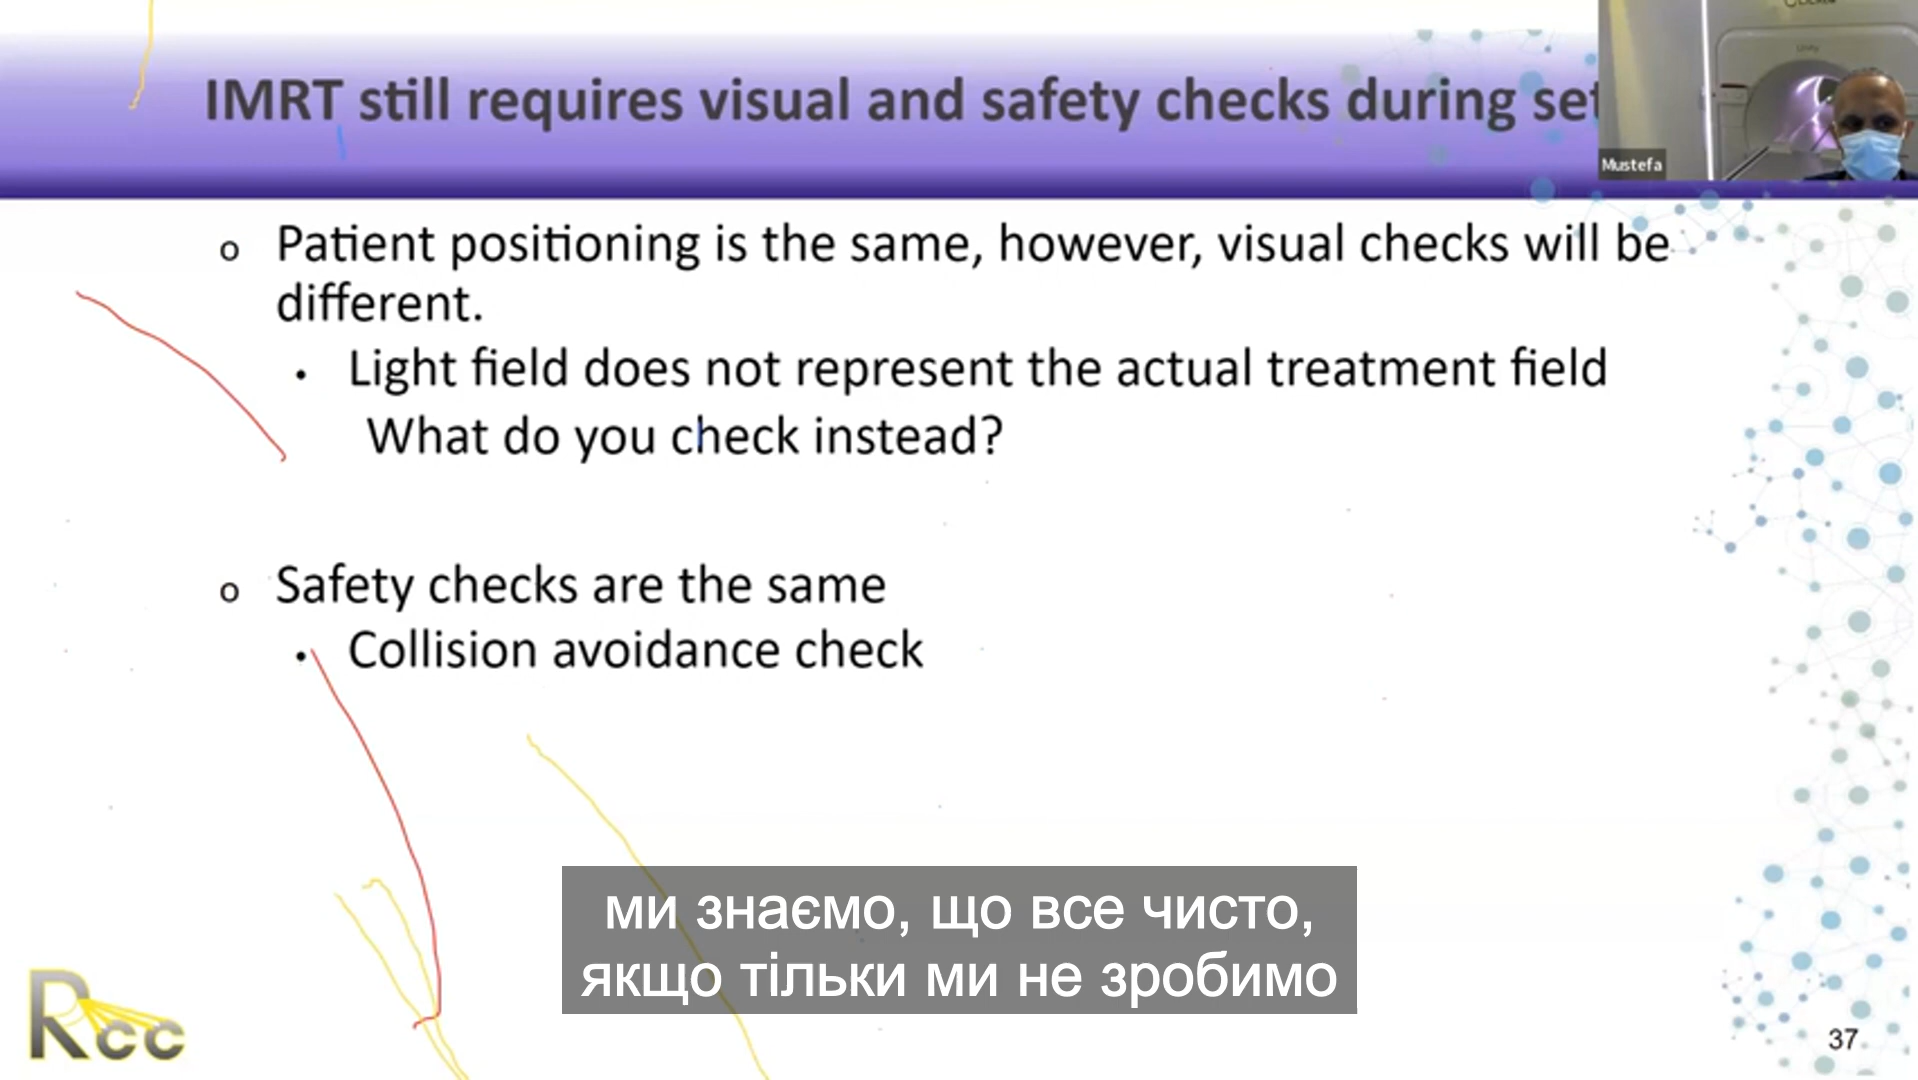 IMRT still requires visual and safety checks during set
Mustefa
o Patient positioning is the same, however, visual checks will be
different.
• Light field does not represent the actual treatment field
What do you check instead?
o Safety checks are the same
• Collision avoidance check
ми знаємо, що все чисто,
якщо тільки ми не зробимо
Rcc
37